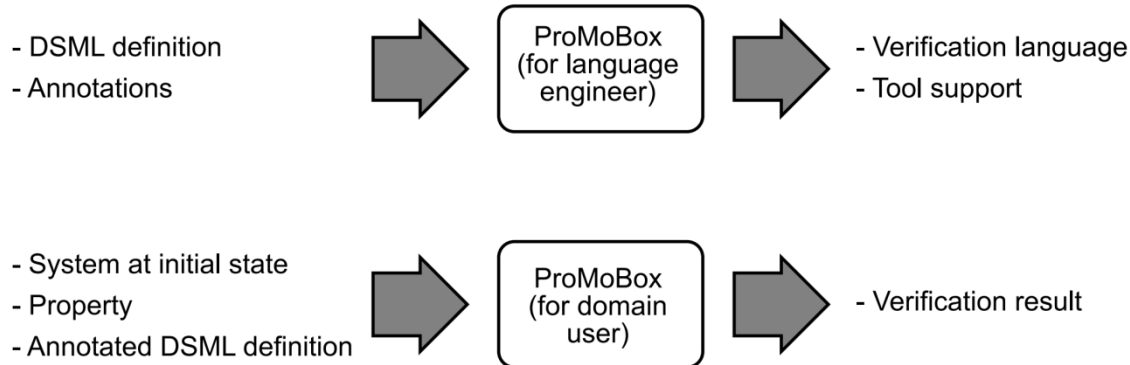 - DSML definition
- Annotations
ProMoBox
(for language
engineer)
- Verification language
- Tool support
- System at initial state
- Property
- Annotated DSML definition
ProMoBox
(for domain
user)
- Verification result